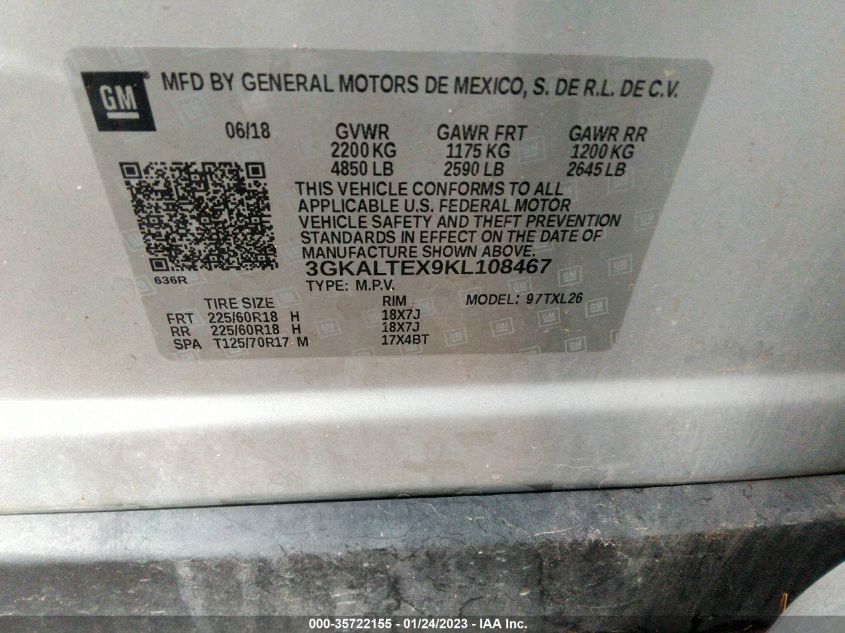 GM
MFD BY GENERAL MOTORS DE MEXICO, S. DE R.L. DE C.V.
06/18 GVWR GAWR FRT GAWR RR
2200 KG 1175 KG 1200 KG
4850 LB 2590 LB 2645 LB
THIS VEHICLE CONFORMS TO ALL
APPLICABLE U.S. FEDERAL MOTOR
VEHICLE SAFETY AND THEFT PREVENTION
STANDARDS IN EFFECT ON THE DATE OF
MANUFACTURE SHOWN ABOVE.
636R 3GKALTEX9KL108467
TYPE: M.P.V.
TIRE SIZE RIM MODEL: 97TXL26
FRT 225/60R18 H 18X7J
RR 225/60R18 H 18X7J
SPA T125/70R17 M 17X4BT
000-35722155 - 01/24/2023 - IAA Inc.